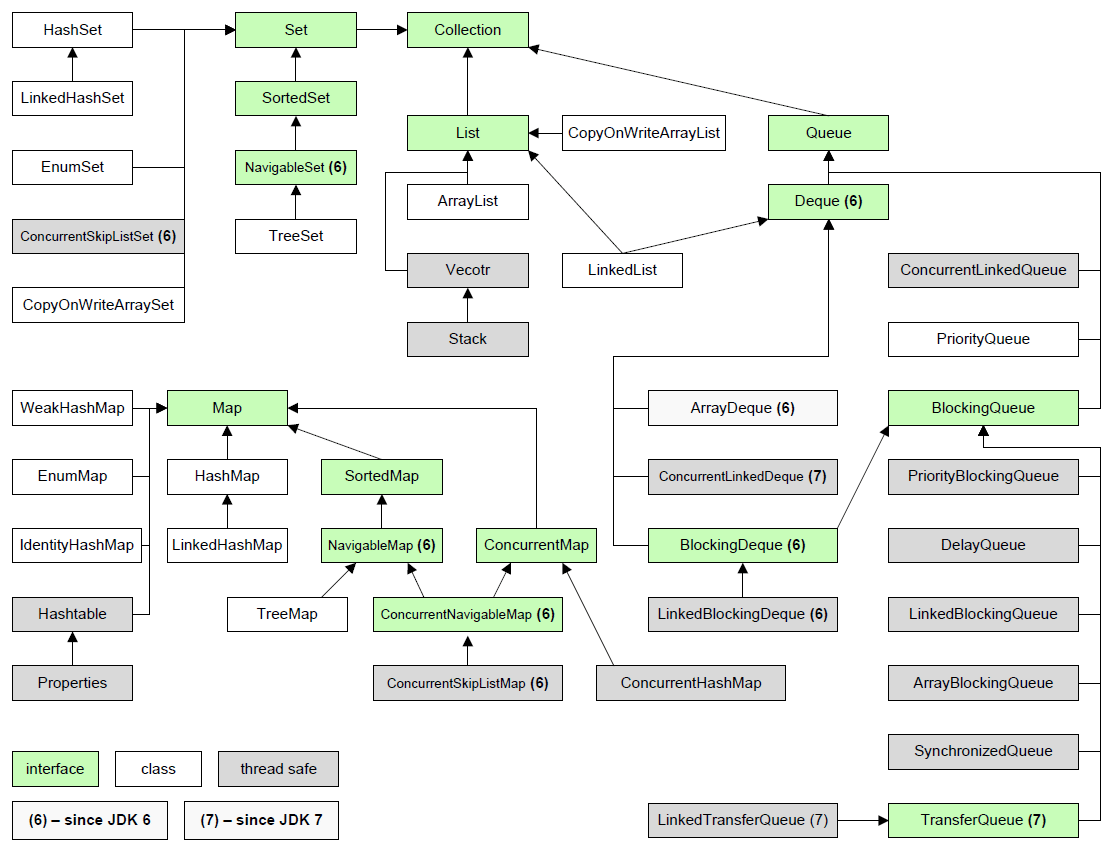 HashSet
Set
Collection
LinkedHashSet
SortedSet
List
CopyOnWriteArrayList
Queue
EnumSet
NavigableSet (6)
ArrayList
Deque (6)
ConcurrentSkipListSet (6)
TreeSet
Vecotr
LinkedList
ConcurrentLinkedQueue
CopyOnWriteArraySet
Stack
PriorityQueue
WeakHashMap
Map
ArrayDeque (6)
BlockingQueue
EnumMap
HashMap
SortedMap
ConcurrentLinkedDeque (7)
PriorityBlockingQueue
IdentityHashMap
LinkedHashMap
NavigableMap (6)
ConcurrentMap
BlockingDeque (6)
DelayQueue
Hashtable
TreeMap
ConcurrentNavigableMap (6)
LinkedBlockingDeque (6)
LinkedBlockingQueue
Properties
ConcurrentSkipListMap (6)
ConcurrentHashMap
ArrayBlockingQueue
SynchronizedQueue
interface
class
thread safe
(6) – since JDK 6
(7) – since JDK 7
LinkedTransferQueue (7)
TransferQueue (7)